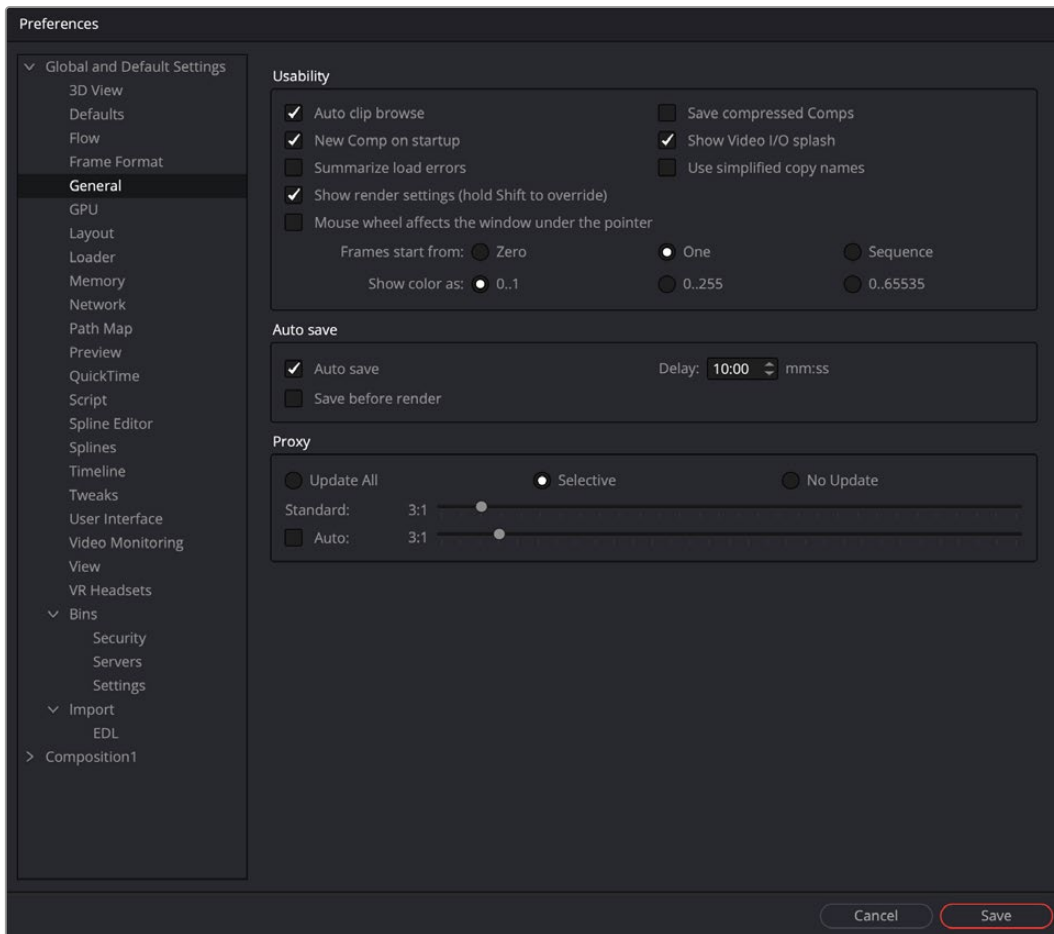 Preferences
Global and Default Settings
3D View
Defaults
Flow
Frame Format
General
GPU
Layout
Loader
Memory
Network
Path Map
Preview
QuickTime
Script
Spline Editor
Splines
Timeline
Tweaks
User Interface
Video Monitoring
View
VR Headsets
Bins
Security
Servers
Settings
Import
EDL
Composition1
Usability
Auto clip browse Save compressed Comps
New Comp on startup Show Video I/O splash
Summarize load errors Use simplified copy names
Show render settings (hold Shift to override)
Mouse wheel affects the window under the pointer
Frames start from: Zero One Sequence
Show color as: 0..1 0..255 0..65535
Auto save
Auto save Delay: 10:00 mm:ss
Save before render
Proxy
Update All Selective No Update
Standard: 3:1
Auto: 3:1
Cancel Save